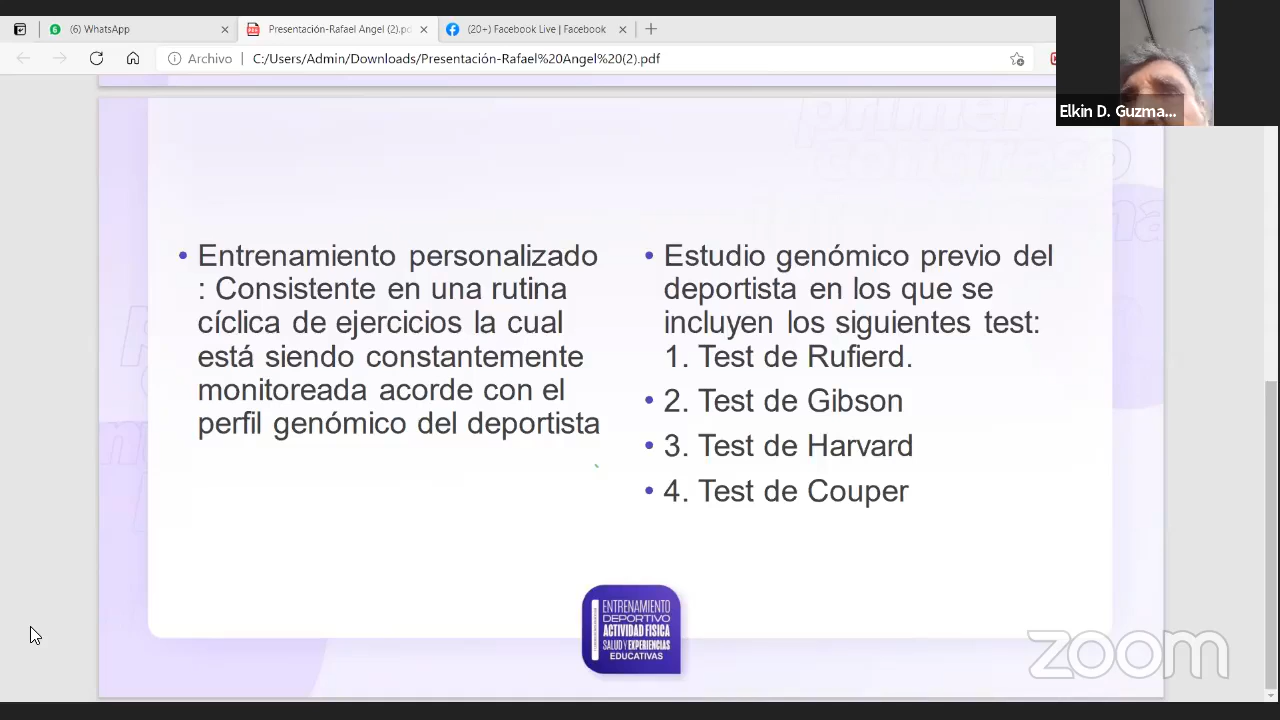 (6) WhatsApp
Presentación-Rafael Angel (2).pd
(20+) Facebook Live | Facebook
Archivo
C:/Users/Admin/Downloads/Presentación-Rafael%20Angel%20(2).pdf
Elkin D. Guzma...
• Entrenamiento personalizado
: Consistente en una rutina
cíclica de ejercicios la cual
está siendo constantemente
monitoreada acorde con el
perfil genómico del deportista
• Estudio genómico previo del
deportista en los que se
incluyen los siguientes test:
1. Test de Rufierd.
• 2. Test de Gibson
• 3. Test de Harvard
• 4. Test de Couper
ENTRENAMIENTO
DEPORTIVO
ACTIVIDAD FISICA
SALUD Y EXPERIENCIAS
EDUCATIVAS
zoom